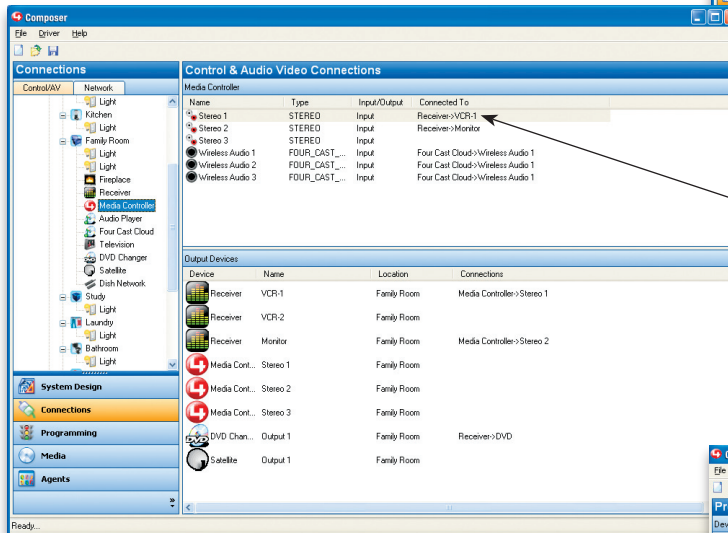 Composer
File Driver Help
Connections
Control/AV Network
Light
Kitchen
Light
Family Room
Light
Light
Fireplace
Receiver
Media Controller
Audio Player
Four Cast Cloud
Television
DVD Changer
Satellite
Dish Network
Study
Light
Laundry
Light
Bathroom
Light
System Design
Connections
Programming
Media
Agents
»
Ready...
Control & Audio Video Connections
Media Controller
Name Type Input/Output Connected To
Stereo 1 STEREO Input Receiver->VCR-1
Stereo 2 STEREO Input Receiver->Monitor
Stereo 3 STEREO Input
Wireless Audio 1 FOUR_CAST_... Input Four Cast Cloud->Wireless Audio 1
Wireless Audio 2 FOUR_CAST_... Input Four Cast Cloud->Wireless Audio 1
Wireless Audio 3 FOUR_CAST_... Input Four Cast Cloud->Wireless Audio 1
Output Devices
Device Name Location Connections
Receiver VCR-1 Family Room Media Controller->Stereo 1
Receiver VCR-2 Family Room
Receiver Monitor Family Room Media Controller->Stereo 2
Media Cont... Stereo 1 Family Room
Media Cont... Stereo 2 Family Room
Media Cont... Stereo 3 Family Room
DVD Chan... Output 1 Family Room Receiver->DVD
Satellite Output 1 Family Room
File
Pr
Dev